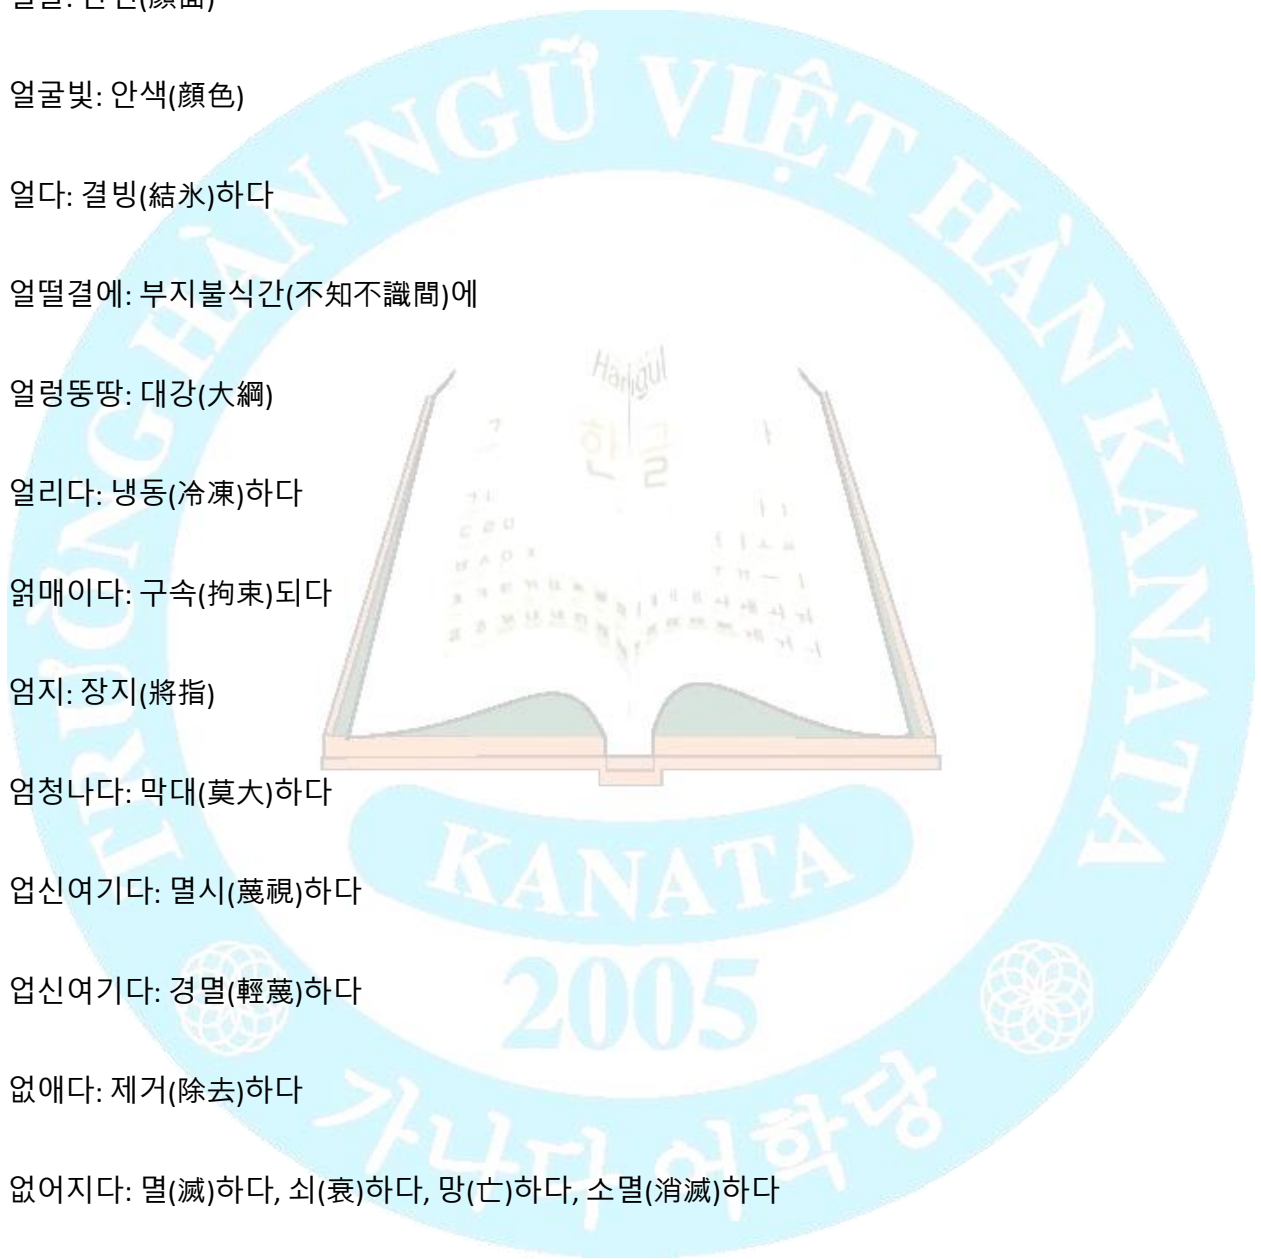 얼굴빛: 안색(顔色)
얼다: 결빙(結氷)하다
얼떨결에: 부지불식간(不知不識間)에
얼렁뚱땅: 대강(大綱)
얼리다: 냉동(冷凍)하다
얽매이다: 구속(拘束)되다
엄지: 장지(將指)
엄청나다: 막대(莫大)하다
업신여기다: 멸시(蔑視)하다
업신여기다: 경멸(輕蔑)하다
없애다: 제거(除去)하다
없어지다: 멸(滅)하다, 쇠(衰)하다, 망(亡)하다, 소멸(消滅)하다
TRƯỜNG HÀN NGỮ VIỆT HÀN KANATA
Hangul
한글
KANATA
2005
가나다 어학당